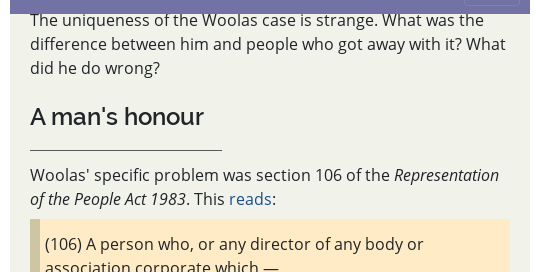 The uniqueness of the Woolas case is strange. What was the
difference between him and people who got away with it? What
did he do wrong?
A man's honour
Woolas' specific problem was section 106 of the Representation
of the People Act 1983. This reads:
(106) A person who, or any director of any body or
association corporate which —